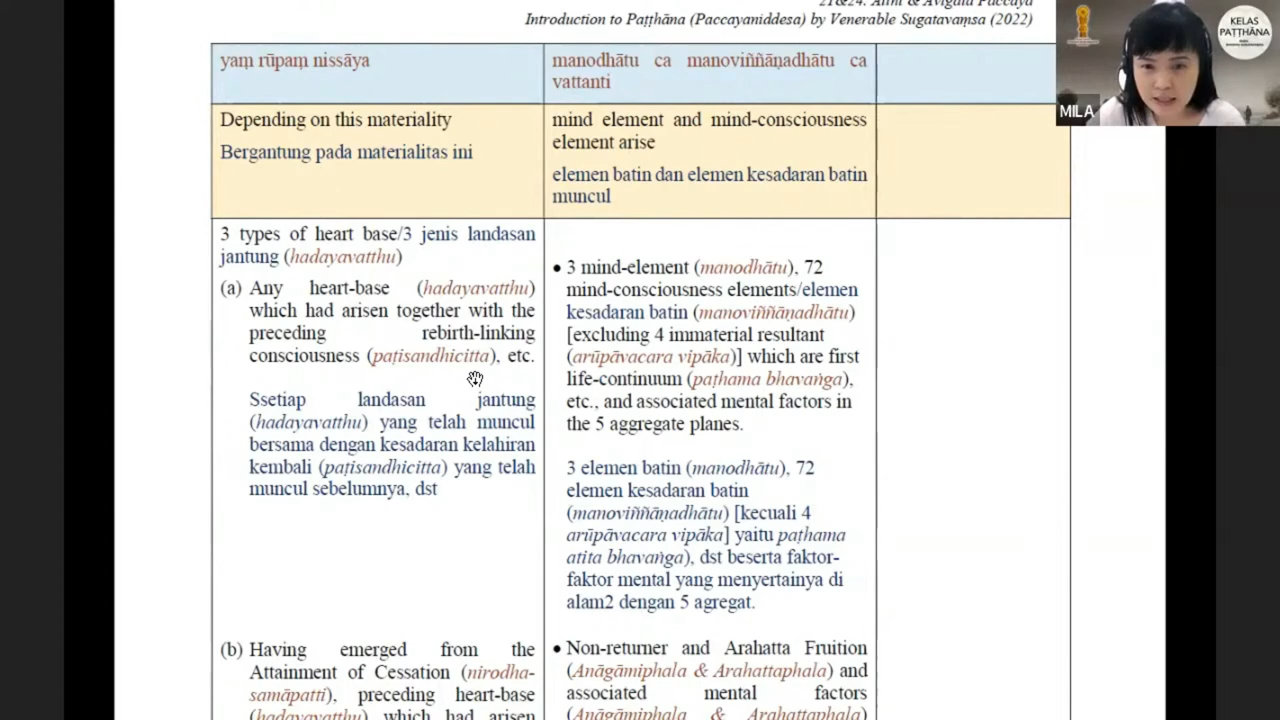 21&24. Atthi & Avigata Paccaya
Introduction to Paṭṭhāna (Paccayaniddesa) by Venerable Sugatavaṃsa (2022)
KELAS
PAṬṬHĀNA
MILA
yaṃ rūpaṃ nissāya
manodhātu ca manoviññāṇadhātu ca
vattanti
Depending on this materiality
Bergantung pada materialitas ini
mind element and mind-consciousness
element arise
elemen batin dan elemen kesadaran batin
muncul
3 types of heart base/3 jenis landasan
jantung (hadayavatthu)
(a) Any heart-base (hadayavatthu)
which had arisen together with the
preceding rebirth-linking
consciousness (paṭisandhicitta), etc.
Ssetiap landasan jantung
(hadayavatthu) yang telah muncul
bersama dengan kesadaran kelahiran
kembali (paṭisandhicitta) yang telah
muncul sebelumnya, dst
• 3 mind-element (manodhātu), 72
mind-consciousness elements/elemen
kesadaran batin (manoviññāṇadhātu)
[excluding 4 immaterial resultant
(arūpāvacara vipāka)] which are first
life-continuum (paṭhama bhavaṅga),
etc., and associated mental factors in
the 5 aggregate planes.
3 elemen batin (manodhātu), 72
elemen kesadaran batin
(manoviññāṇadhātu) [kecuali 4
arūpāvacara vipāka] yaitu paṭhama
atita bhavaṅga), dst beserta faktor-
faktor mental yang menyertainya di
alam2 dengan 5 agregat.
(b) Having emerged from the
Attainment of Cessation (nirodha-
samāpatti), preceding heart-base
(hadayavatthu) which had arisen
• Non-returner and Arahatta Fruition
(Anāgāmiphala & Arahattaphala) and
associated mental factors
(Anāgāmiphala & Arahattaphala)